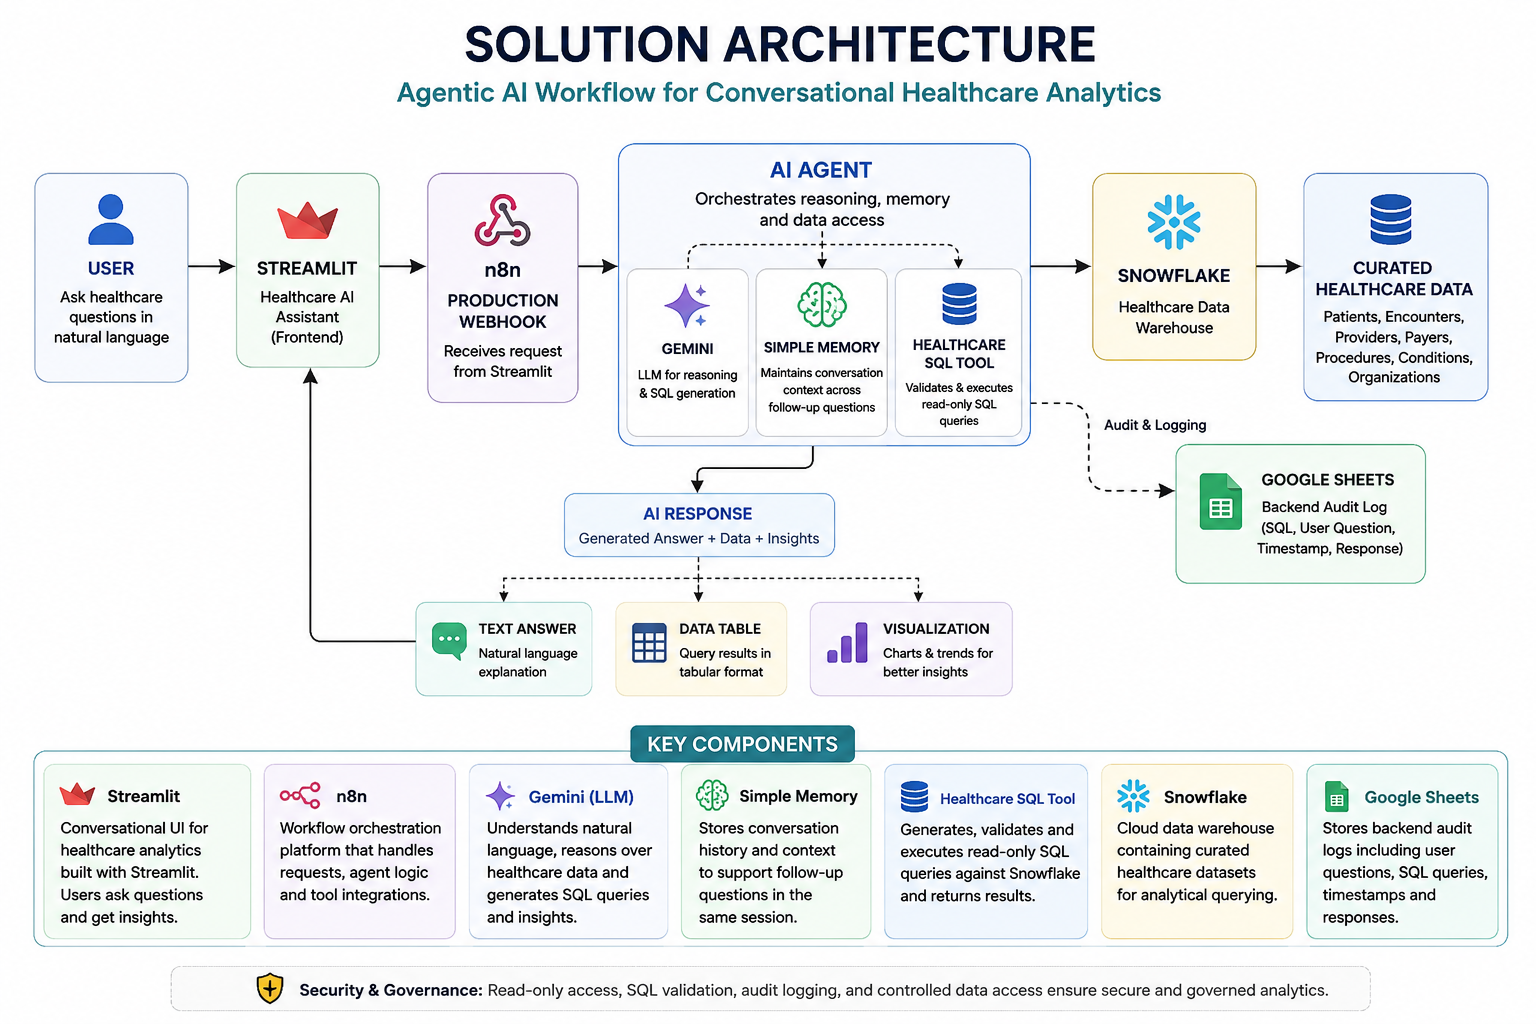 SOLUTION ARCHITECTURE
Agentic AI Workflow for Conversational Healthcare Analytics
USER
Ask healthcare
questions in
natural language
STREAMLIT
Healthcare AI
Assistant
(Frontend)
n8n
PRODUCTION
WEBHOOK
Receives request
from Streamlit
AI AGENT
Orchestrates reasoning, memory
and data access
GEMINI
LLM for reasoning
& SQL generation
SIMPLE MEMORY
Maintains conversation
context across
follow-up questions
HEALTHCARE
SQL TOOL
Validates & executes
read-only SQL
queries
SNOWFLAKE
Healthcare Data
Warehouse
CURATED
HEALTHCARE DATA
Patients, Encounters,
Providers, Payers,
Procedures, Conditions,
Organizations
Audit & Logging
GOOGLE SHEETS
Backend Audit Log
(SQL, User Question,
Timestamp, Response)
AI RESPONSE
Generated Answer + Data + Insights
TEXT ANSWER
Natural language
explanation
DATA TABLE
Query results in
tabular format
VISUALIZATION
Charts & trends for
better insights
KEY COMPONENTS
Streamlit
Conversational UI for
healthcare analytics
built with Streamlit.
Users ask questions
and get insights.
n8n
Workflow orchestration
platform that handles
requests, agent logic
and tool integrations.
Gemini (LLM)
Understands natural
language, reasons over
healthcare data and
generates SQL queries
and insights.
Simple Memory
Stores conversation
history and context
to support follow-up
questions in the
same session.
Healthcare SQL Tool
Generates, validates and
executes read-only SQL
queries against Snowflake
and returns results.
Snowflake
Cloud data warehouse
containing curated
healthcare datasets
for analytical querying.
Google Sheets
Stores backend audit
logs including user
questions, SQL queries,
timestamps and
responses.
Security & Governance: Read-only access, SQL validation, audit logging, and controlled data access ensure secure and governed analytics.